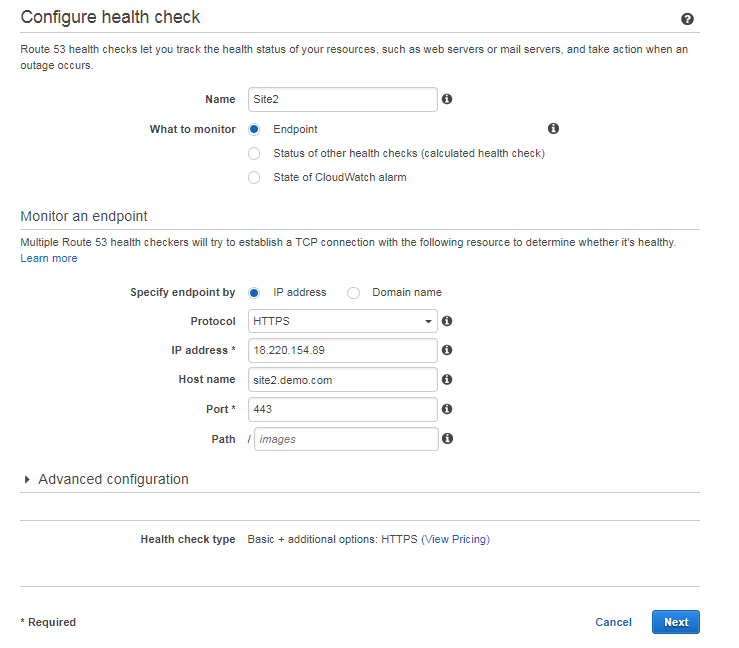 Configure health check
Route 53 health checks let you track the health status of your resources, such as web servers or mail servers, and take action when an
outage occurs.
Name Site2
What to monitor Endpoint
Status of other health checks (calculated health check)
State of CloudWatch alarm
Monitor an endpoint
Multiple Route 53 health checkers will try to establish a TCP connection with the following resource to determine whether it's healthy.
Learn more
Specify endpoint by IP address Domain name
Protocol HTTPS
IP address * 18.220.154.89
Host name site2.demo.com
Port * 443
Path / images
Advanced configuration
Health check type Basic + additional options: HTTPS (View Pricing)
* Required Cancel Next